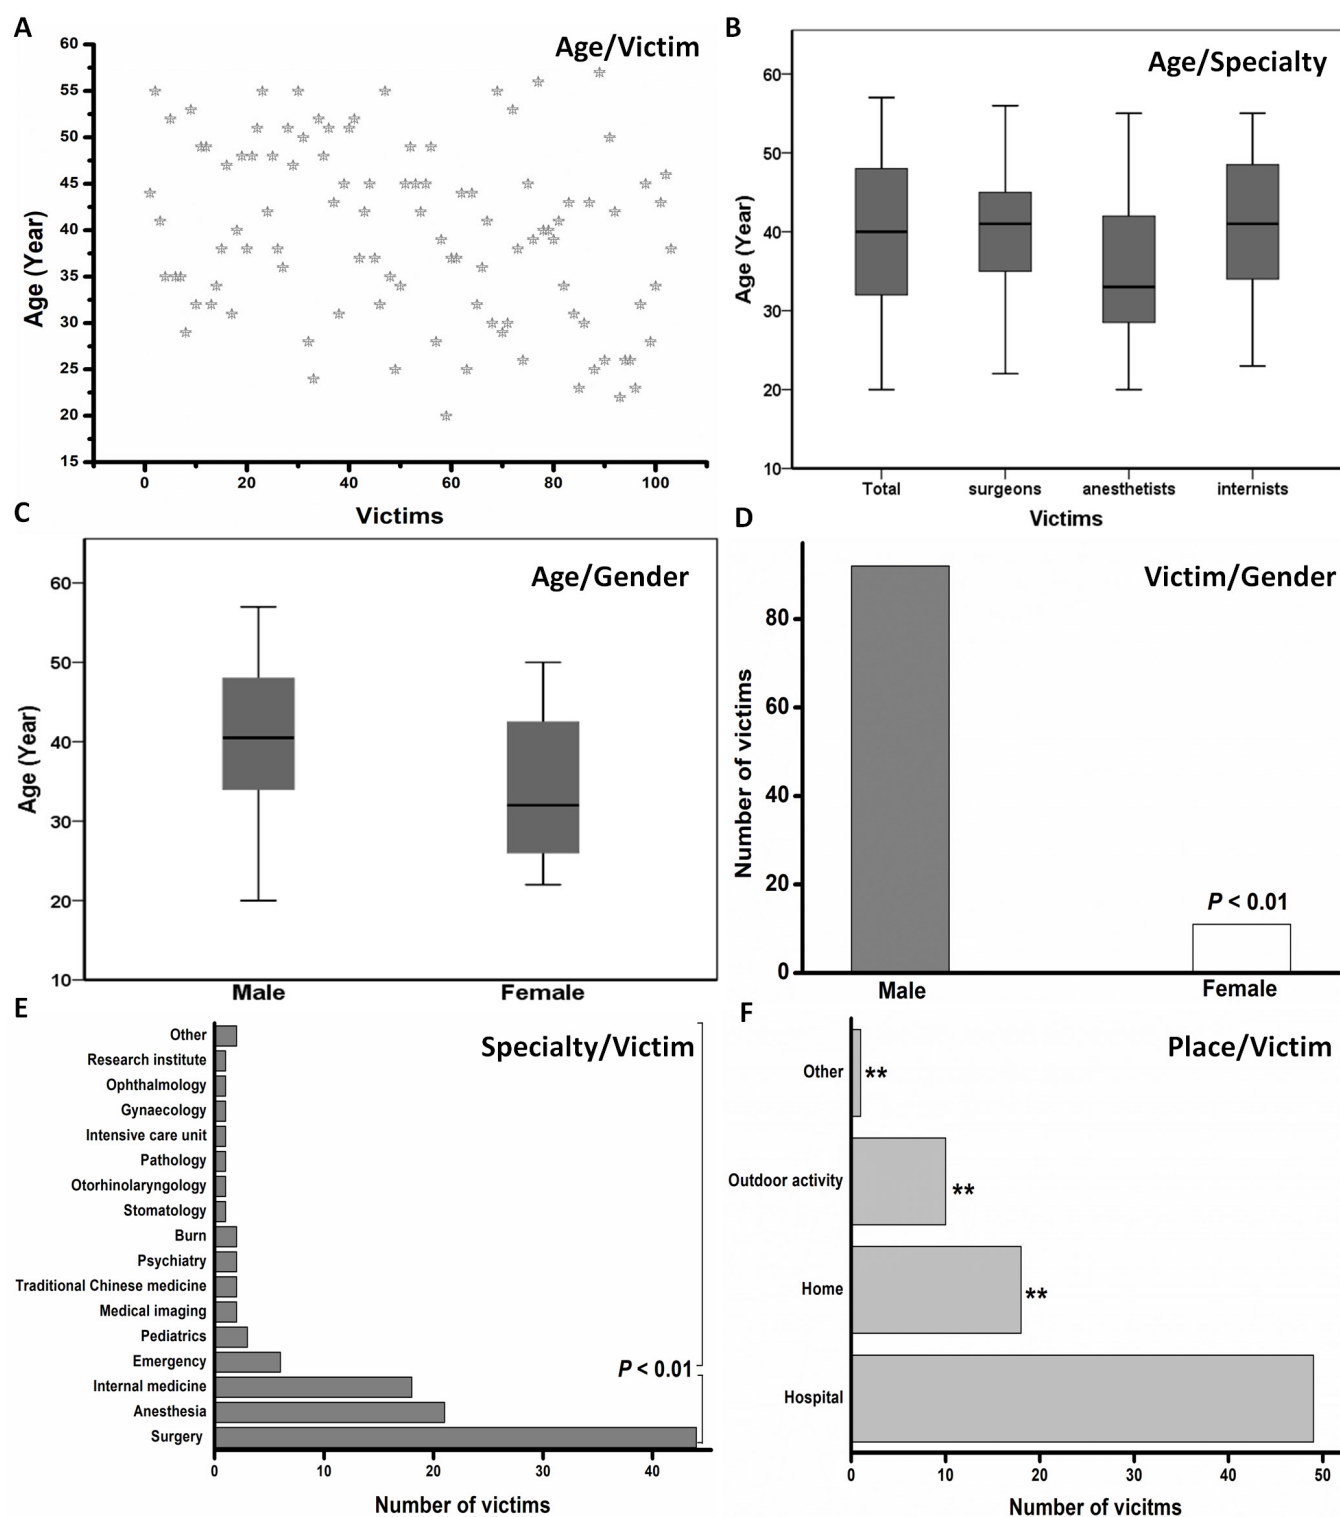 A
Age/Victim
60
55
50
45
40
35
30
25
20
15
Age (Year)
0 20 40 60 80 100
Victims
B
Age/Specialty
60
50
40
30
20
10
Age (Year)
Total surgeons anesthetists internists
Victims
C
Age/Gender
60
50
40
30
20
10
Age (Year)
Male Female
D
Victim/Gender
80
60
40
20
0
Number of victims
P < 0.01
Male Female
E
Specialty/Victim
Other
Research institute
Ophthalmology
Gynaecology
Intensive care unit
Pathology
Otorhinolaryngology
Stomatology
Burn
Psychiatry
Traditional Chinese medicine
Medical imaging
Pediatrics
Emergency
P < 0.01
Internal medicine
Anesthesia
Surgery
0 10 20 30 40
Number of victims
F
Place/Victim
Other **
Outdoor activity **
Home **
Hospital
0 10 20 30 40 50
Number of vicitms